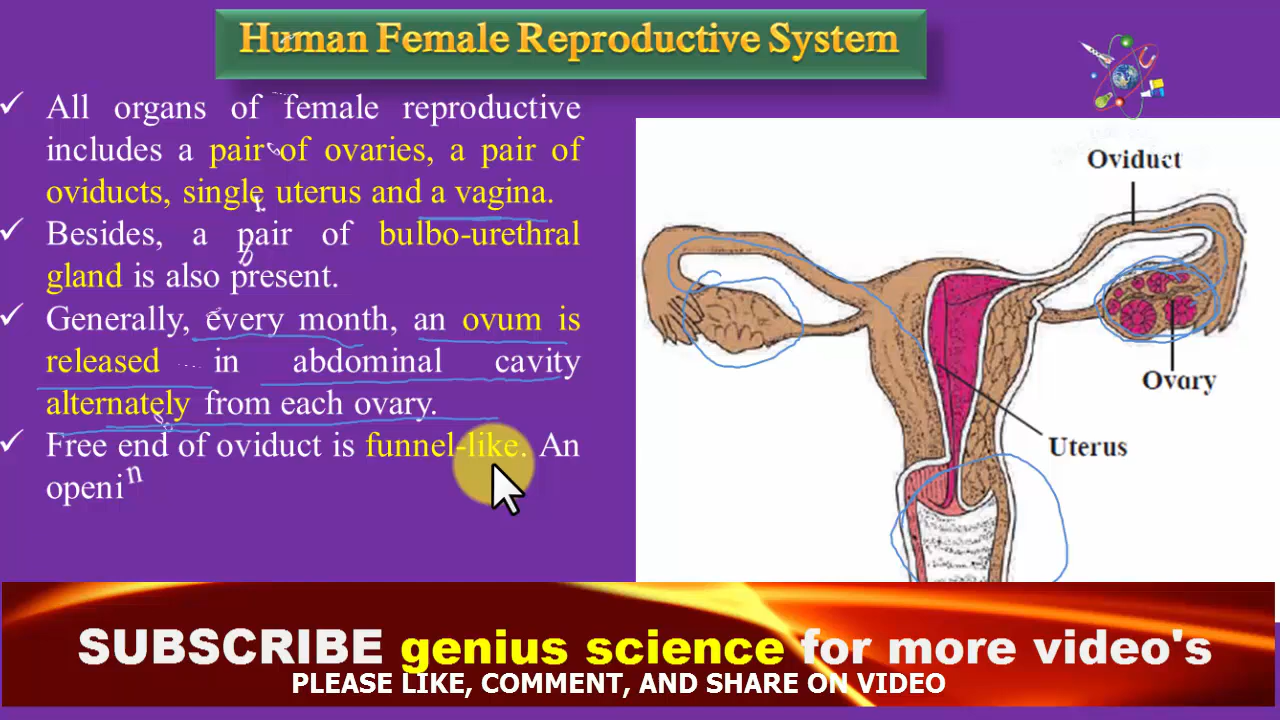 Human Female Reproductive System
✓ All organs of female reproductive
includes a pair of ovaries, a pair of
oviducts, single uterus and a vagina.
✓ Besides, a pair of bulbo-urethral
gland is also present.
✓ Generally, every month, an ovum is
released in abdominal cavity
alternately from each ovary.
✓ Free end of oviduct is funnel-like. An
openin
Oviduct
Ovary
Uterus
SUBSCRIBE genius science for more video's
PLEASE LIKE, COMMENT, AND SHARE ON VIDEO